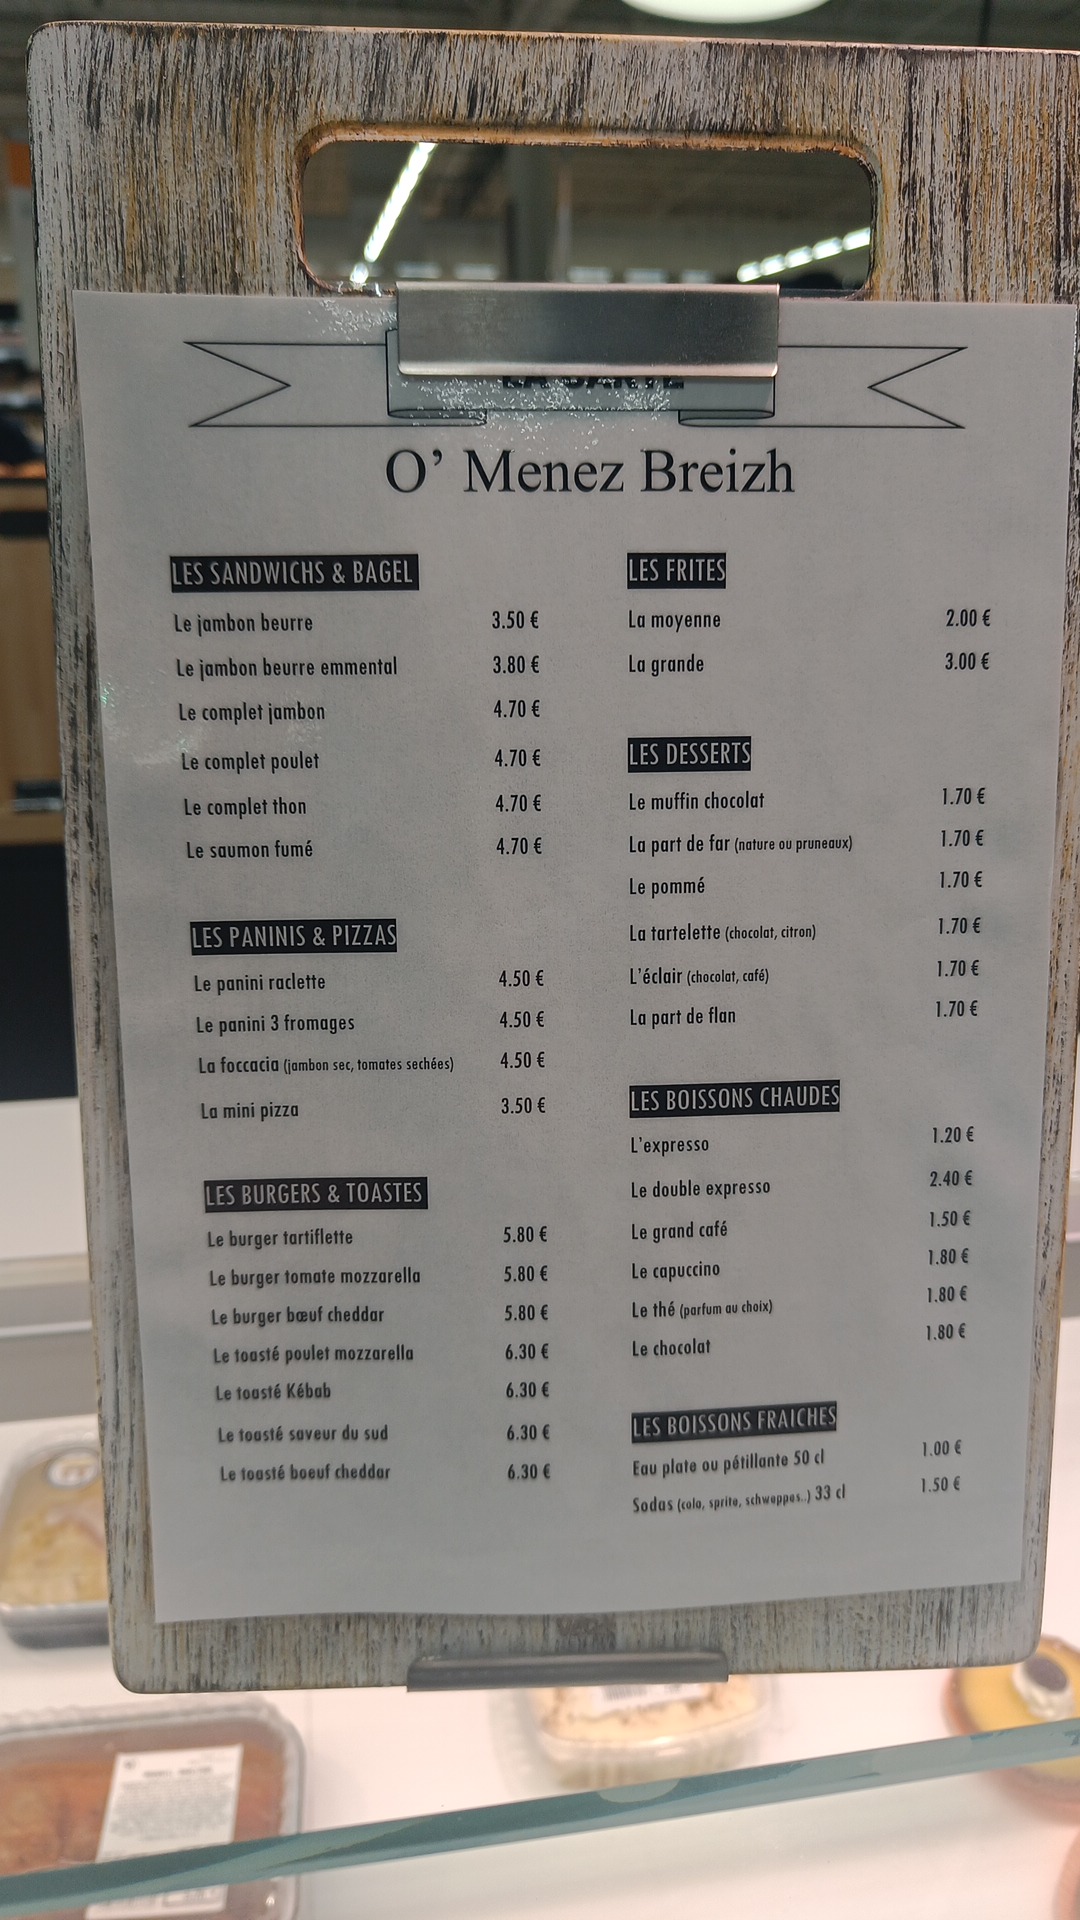 O' Menez Breizh
LES SANDWICHS & BAGEL
Le jambon beurre 3.50 €
Le jambon beurre emmental 3.80 €
Le complet jambon 4.70 €
Le complet poulet 4.70 €
Le complet thon 4.70 €
Le saumon fumé 4.70 €
LES PANINIS & PIZZAS
Le panini raclette 4.50 €
Le panini 3 fromages 4.50 €
La foccacia (jambon sec, tomates sechées) 4.50 €
La mini pizza 3.50 €
LES BURGERS & TOASTES
Le burger tartiflette 5.80 €
Le burger tomate mozzarella 5.80 €
Le burger bœuf cheddar 5.80 €
Le toasté poulet mozzarella 6.30 €
Le toasté Kébab 6.30 €
Le toasté saveur du sud 6.30 €
Le toasté boeuf cheddar 6.30 €
LES FRITES
La moyenne 2.00 €
La grande 3.00 €
LES DESSERTS
Le muffin chocolat 1.70 €
La part de far (nature ou pruneaux) 1.70 €
Le pommé 1.70 €
La tartelette (chocolat, citron) 1.70 €
L'éclair (chocolat, café) 1.70 €
La part de flan 1.70 €
LES BOISSONS CHAUDES
L'expresso 1.20 €
Le double expresso 2.40 €
Le grand café 1.50 €
Le capuccino 1.80 €
Le thé (parfum au choix) 1.80 €
Le chocolat 1.80 €
LES BOISSONS FRAICHES
Eau plate ou pétillante 50 cl 1.00 €
Sodas (cola, sprite, schweppes..) 33 cl 1.50 €